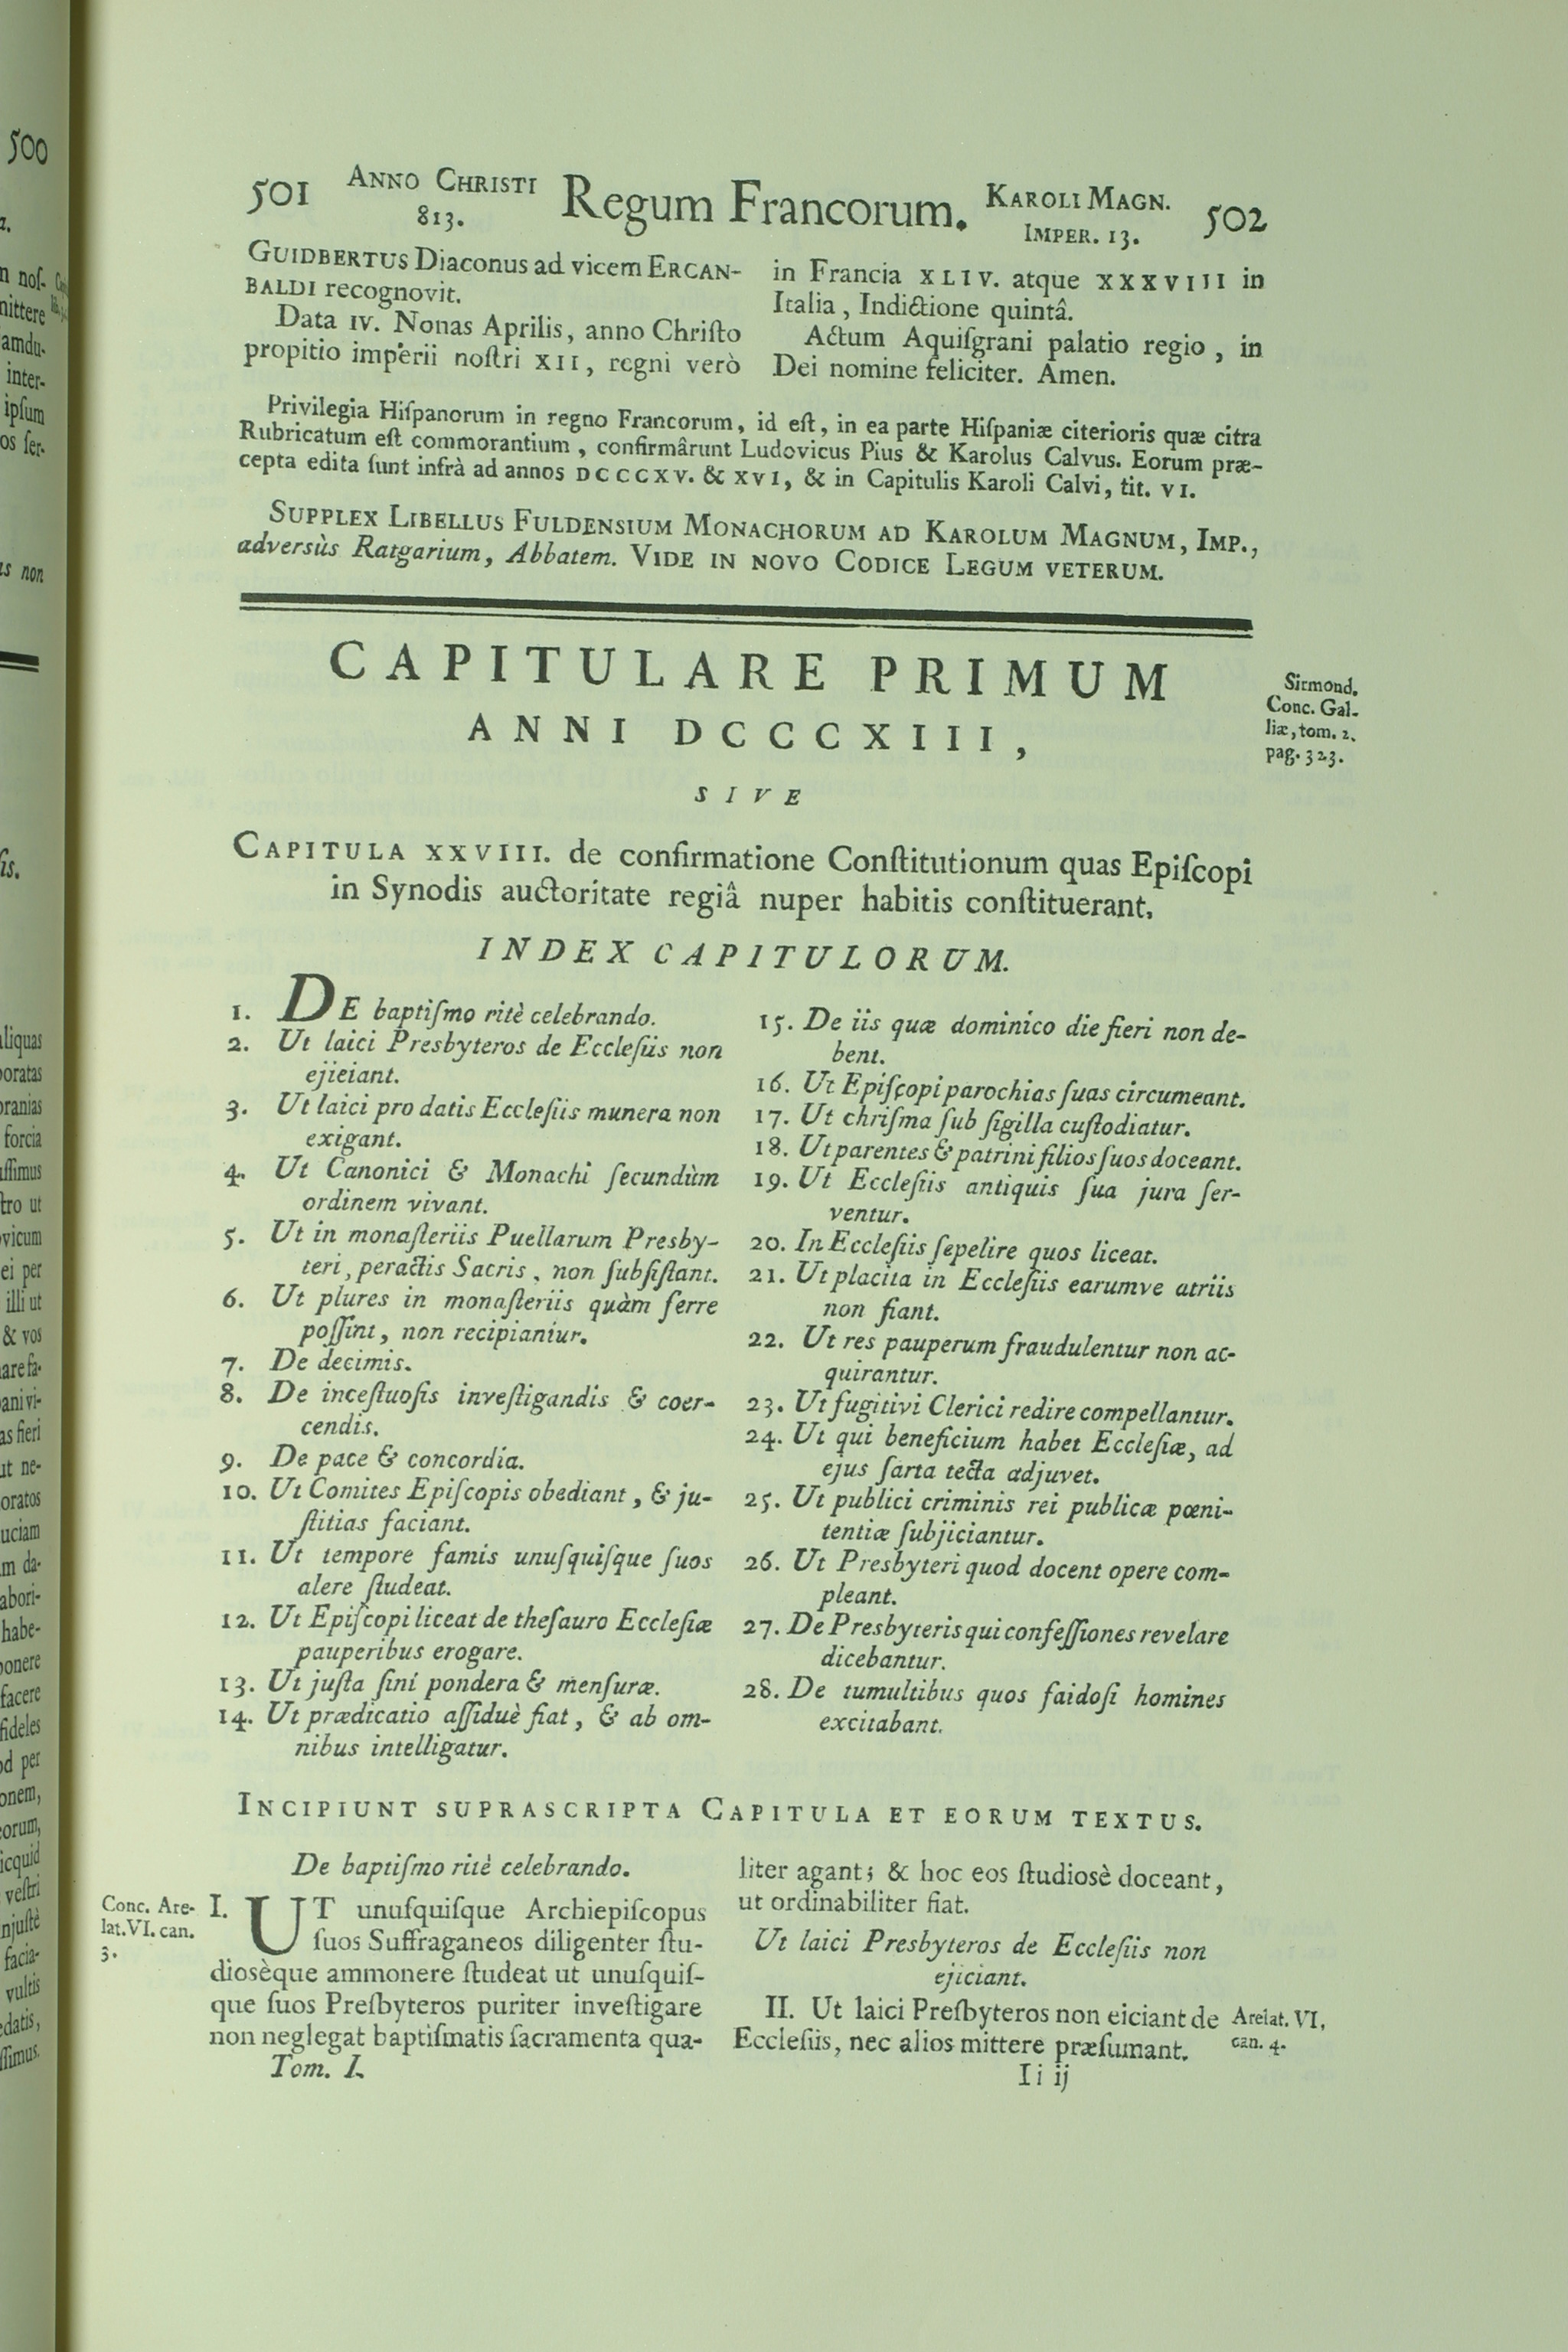 501 ANNO CHRISTI 813. Regum Francorum. KAROLI MAGN. IMPER. 13. 502
GUIDBERTUS Diaconus ad vicem ERCAN-
BALDI recognovit.
Data IV. Nonas Aprilis, anno Chriſto
propitio imperii noſtri XII, regni verò
in Francia XLIV. atque XXXVIII in
Italia, Indictione quintâ.
Actum Aquiſgrani palatio regio, in
Dei nomine feliciter. Amen.
Privilegia Hiſpanorum in regno Francorum, id eſt, in ea parte Hiſpaniæ citerioris quæ citra
Rubricatum eſt commorantium, confirmârunt Ludovicus Pius & Karolus Calvus. Eorum præ-
cepta edita ſunt infrà ad annos DCCCXV. & XVI, & in Capitulis Karoli Calvi, tit. VI.
SUPPLEX LIBELLUS FULDENSIUM MONACHORUM AD KAROLUM MAGNUM, IMP.,
adversùs Ratgarium, Abbatem. VIDE IN NOVO CODICE LEGUM VETERUM.
CAPITULARE PRIMUM
ANNI DCCCXIII,
SIVE
CAPITULA XXVIII. de confirmatione Conſtitutionum quas Epiſcopi
in Synodis auctoritate regiâ nuper habitis conſtituerant.
Sirmond.
Conc. Gal-
liæ, tom. 2.
pag. 323.
INDEX CAPITULORUM.
1. DE baptiſmo ritè celebrando.
2. Ut laici Presbyteros de Eccleſiis non
ejieiant.
3. Ut laici pro datis Eccleſiis munera non
exigant.
4. Ut Canonici & Monachi ſecundùm
ordinem vivant.
5. Ut in monaſteriis Puellarum Presby-
teri, peractis Sacris, non ſubſiſtant.
6. Ut plures in monaſteriis quàm ferre
poſſint, non recipiantur.
7. De decimis.
8. De inceſtuoſis inveſtigandis & coer-
cendis.
9. De pace & concordia.
10. Ut Comites Epiſcopis obediant, & ju-
ſtitias faciant.
11. Ut tempore famis unuſquiſque ſuos
alere ſtudeat.
12. Ut Epiſcopi liceat de theſauro Eccleſiæ
pauperibus erogare.
13. Ut juſta ſint pondera & menſuræ.
14. Ut prædicatio aſſiduè fiat, & ab om-
nibus intelligatur.
15. De iis quæ dominico die fieri non de-
bent.
16. Ut Epiſcopi parochias ſuas circumeant.
17. Ut chriſma ſub ſigilla cuſtodiatur.
18. Ut parentes & patrini filios ſuos doceant.
19. Ut Eccleſiis antiquis ſua jura ſer-
ventur.
20. In Eccleſiis ſepelire quos liceat.
21. Ut placita in Eccleſiis earumve atriis
non fiant.
22. Ut res pauperum fraudulentur non ac-
quirantur.
23. Ut fugitivi Clerici redire compellantur.
24. Ut qui beneficium habet Eccleſiæ, ad
ejus ſarta tecta adjuvet.
25. Ut publici criminis rei publicæ pœni-
tentiæ ſubjiciantur.
26. Ut Presbyteri quod docent opere com-
pleant.
27. De Presbyteris qui confeſſiones revelare
dicebantur.
28. De tumultibus quos faidoſi homines
excitabant.
INCIPIUNT SUPRASCRIPTA CAPITULA ET EORUM TEXTUS.
De baptiſmo ritè celebrando.
Conc. Are-
lat. VI. can.
3.
I. UT unuſquiſque Archiepiſcopus
ſuos Suffraganeos diligenter ſtu-
diosèque ammonere ſtudeat ut unuſquiſ-
que ſuos Preſbyteros puriter inveſtigare
non neglegat baptiſmatis ſacramenta qua-
Tom. I.
liter agant; & hoc eos ſtudiosè doceant,
ut ordinabiliter fiat.
Ut laici Presbyteros de Eccleſiis non
ejiciant.
II. Ut laici Preſbyteros non eiciant de
Eccleſiis, nec alios mittere præſumant.
Arelat. VI,
can. 4.
Ii ij